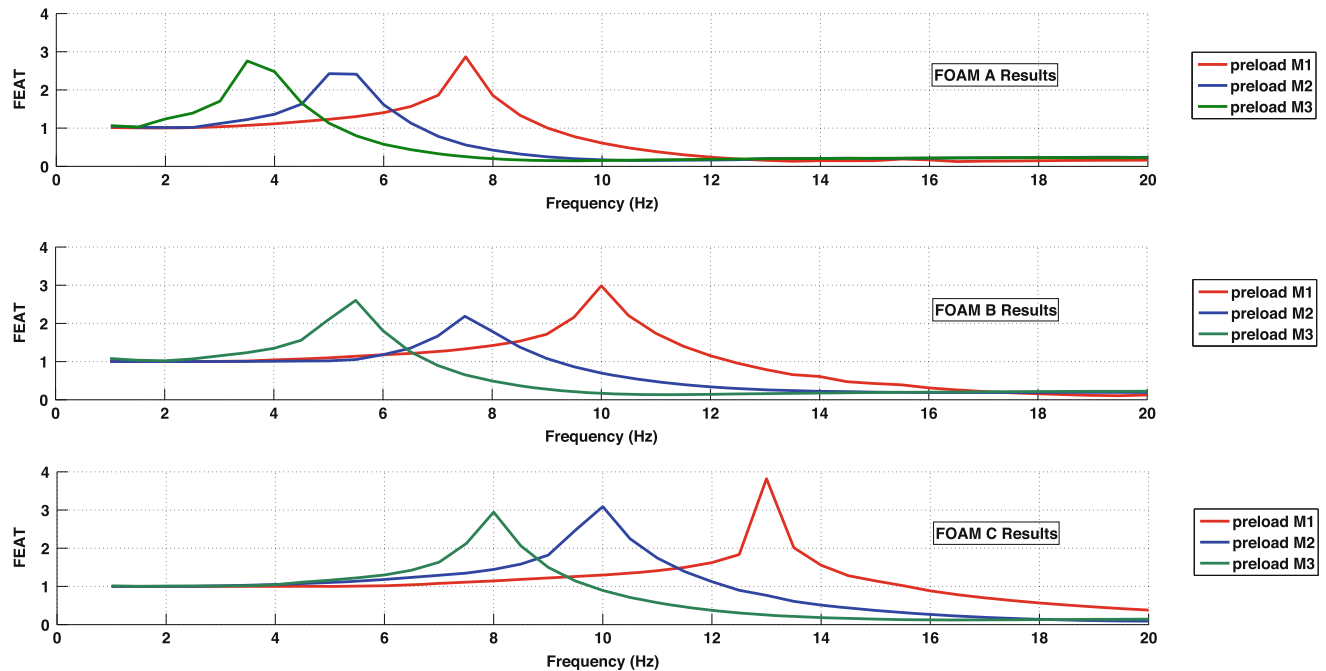 FEAT
4
3
2
1
0
0 2 4 6 8 10 12 14 16 18 20
Frequency (Hz)
FOAM A Results
preload M1
preload M2
preload M3
FEAT
4
3
2
1
0
0 2 4 6 8 10 12 14 16 18 20
Frequency (Hz)
FOAM B Results
preload M1
preload M2
preload M3
FEAT
4
3
2
1
0
0 2 4 6 8 10 12 14 16 18 20
Frequency (Hz)
FOAM C Results
preload M1
preload M2
preload M3